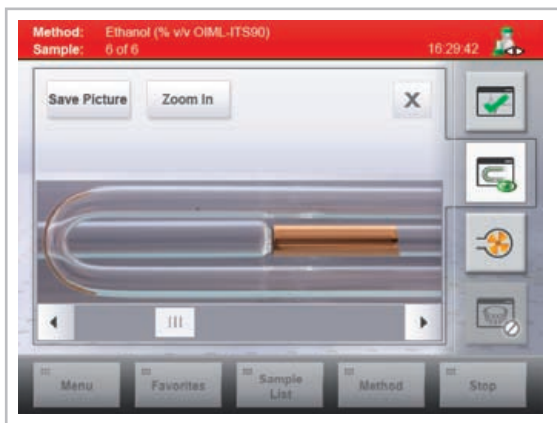 Method: Ethanol (% v/v OIML-ITS90)
Sample: 6 of 6
16:29:42
Save Picture
Zoom In
X
Menu
Favorites
Sample
List
Method
Stop